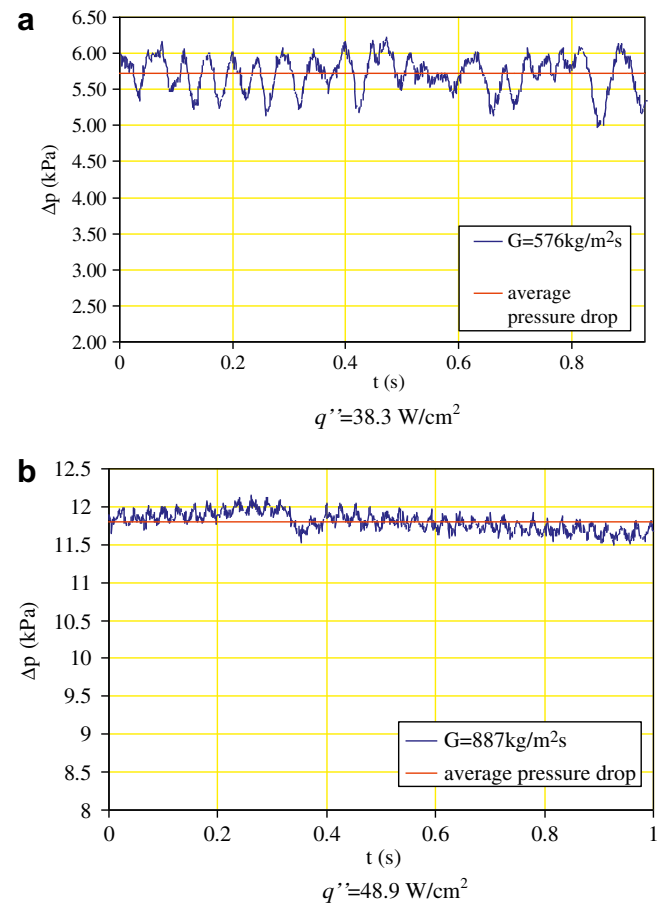 a
6.50
6.00
5.50
5.00
4.50
4.00
3.50
3.00
2.50
2.00
Δp (kPa)
G=576kg/m²s
average
pressure drop
0 0.2 0.4 0.6 0.8
t (s)
q’’=38.3 W/cm²
b
12.5
12
11.5
11
10.5
10
9.5
9
8.5
8
Δp (kPa)
G=887kg/m²s
average pressure drop
0 0.2 0.4 0.6 0.8 1
t (s)
q’’=48.9 W/cm²